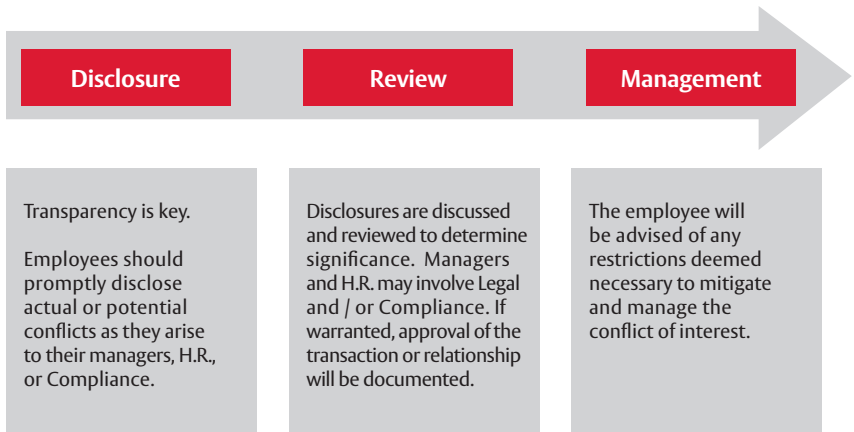 Disclosure
Review
Management
Transparency is key.
Employees should
promptly disclose
actual or potential
conflicts as they arise
to their managers, H.R.,
or Compliance.
Disclosures are discussed
and reviewed to determine
significance. Managers
and H.R. may involve Legal
and / or Compliance. If
warranted, approval of the
transaction or relationship
will be documented.
The employee will
be advised of any
restrictions deemed
necessary to mitigate
and manage the
conflict of interest.